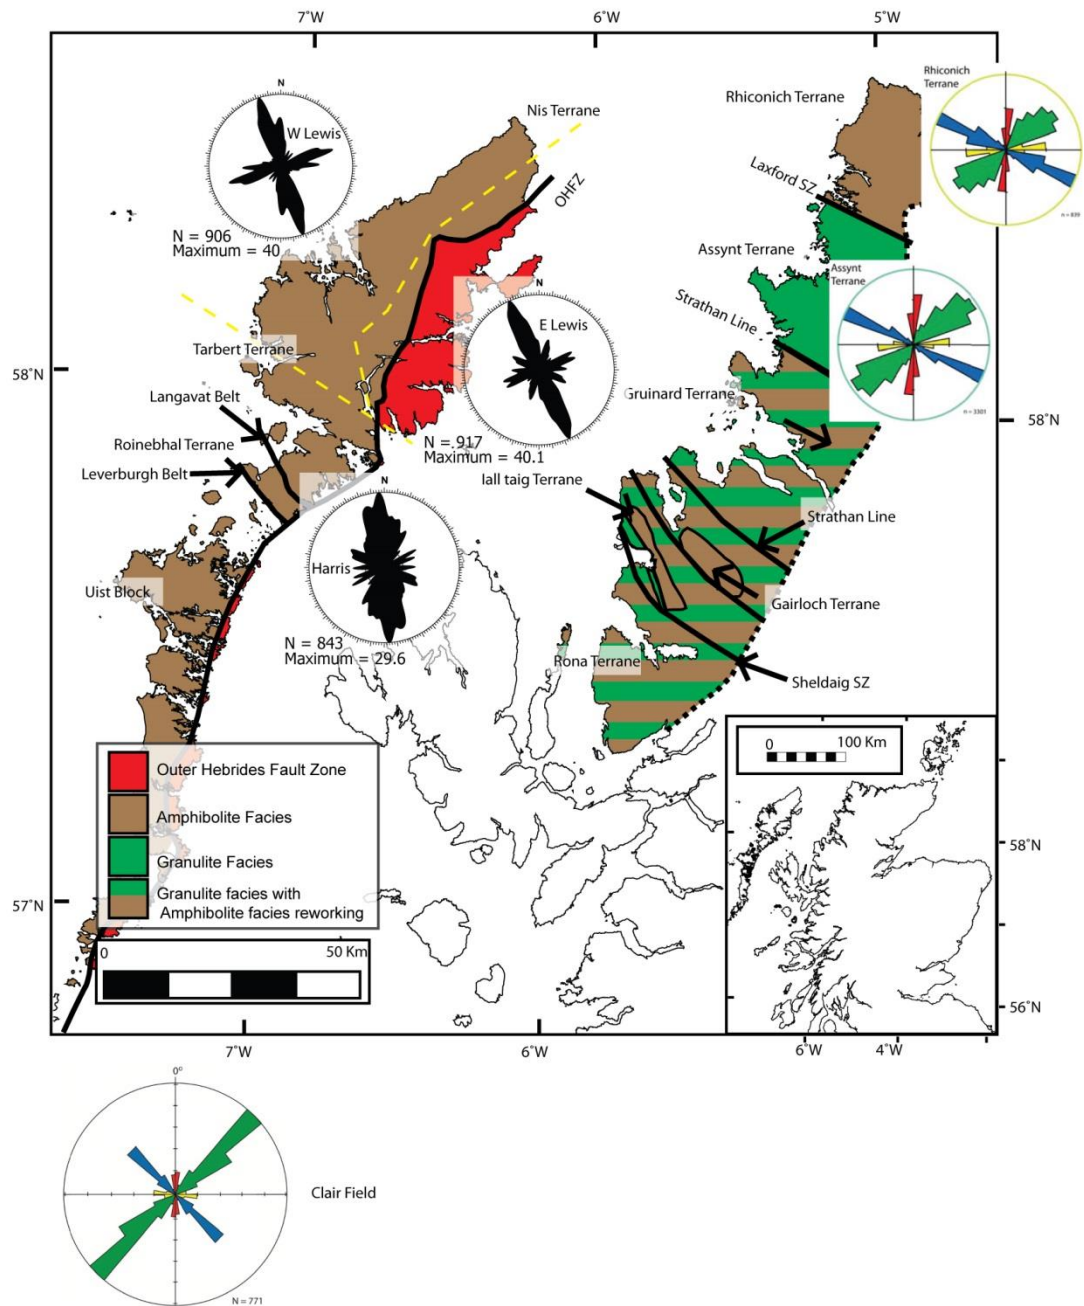 7°W
6°W
5°W
Rhiconich
Terrane
Rhiconich Terrane
N
W Lewis
Nis Terrane
Laxford SZ
OHFZ
n = 839
N = 906
Maximum = 40
Assynt Terrane
Assynt
Terrane
N
Strathan Line
E Lewis
Tarbert Terrane
58°N
Langavat Belt
Gruinard Terrane
n = 3301
58°N
Roinebhal Terrane
N = 917
Maximum = 40.1
Leverburgh Belt
Iall taig Terrane
N
Strathan Line
Harris
Uist Block
Gairloch Terrane
N = 843
Maximum = 29.6
Rona Terrane
Sheldaig SZ
0
100 Km
Outer Hebrides Fault Zone
Amphibolite Facies
Granulite Facies
Granulite facies with
Amphibolite facies reworking
58°N
57°N
0
50 Km
56°N
7°W
6°W
6°W
4°W
0°
Clair Field
N = 771